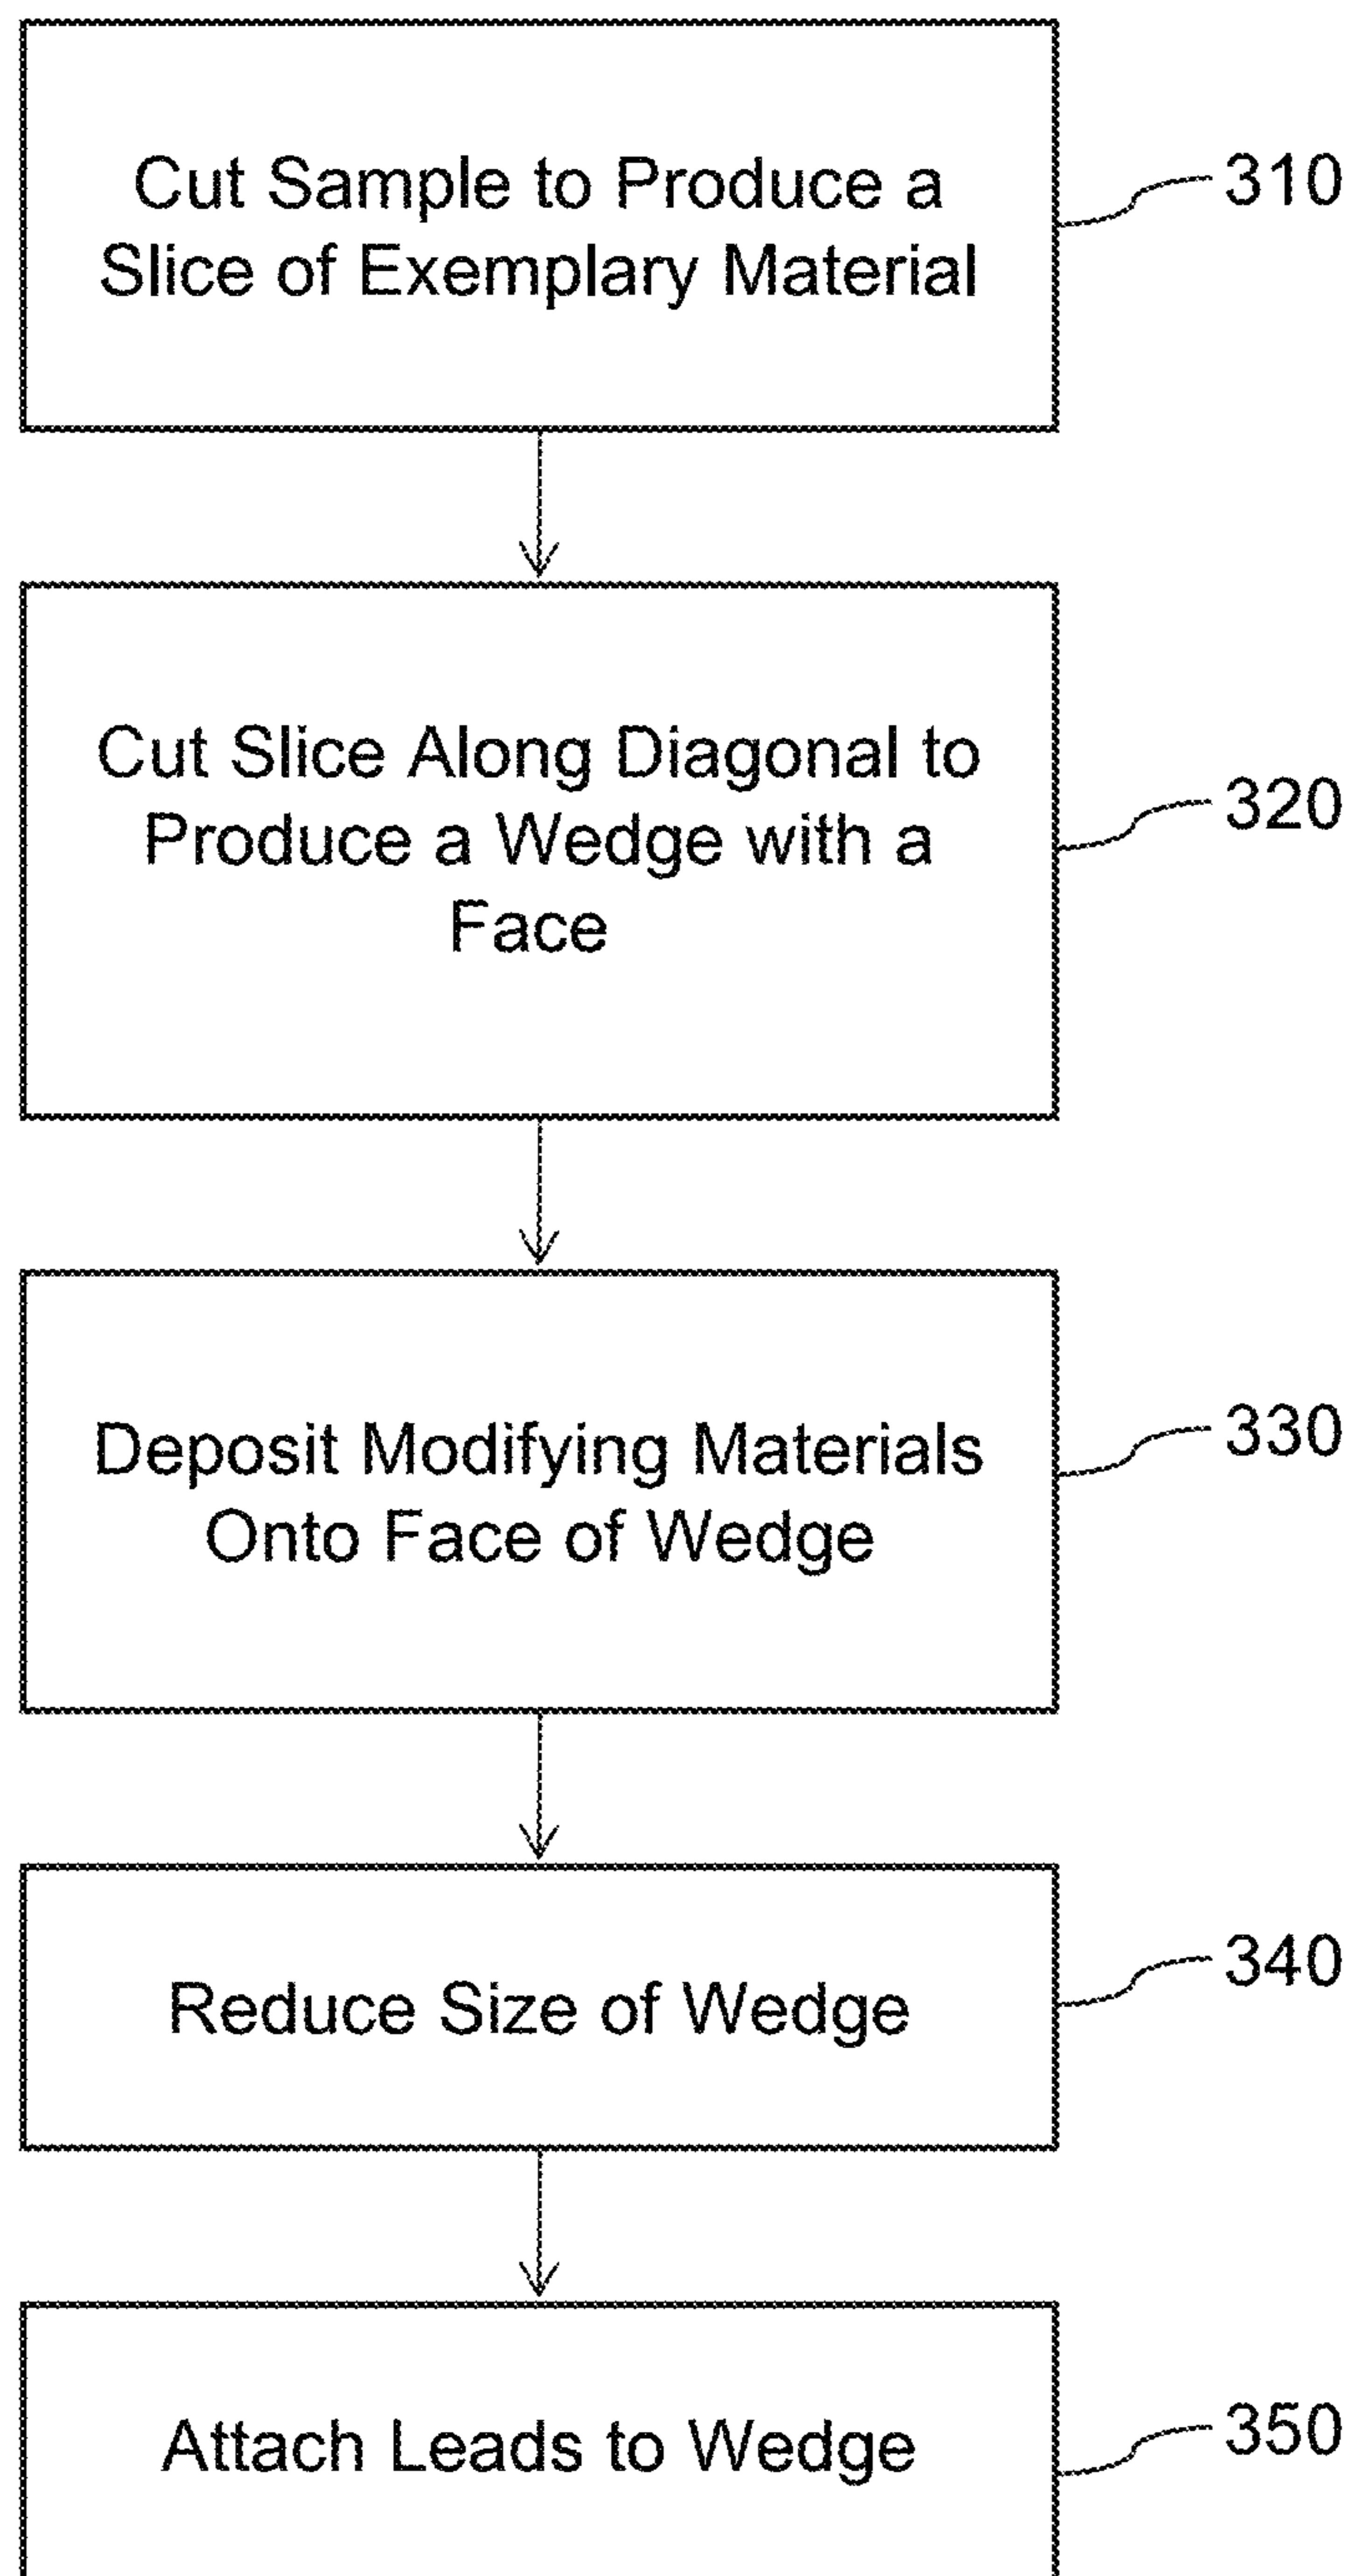 Cut Sample to Produce a
Slice of Exemplary Material
310
Cut Slice Along Diagonal to
Produce a Wedge with a
Face
320
Deposit Modifying Materials
Onto Face of Wedge
330
Reduce Size of Wedge
340
Attach Leads to Wedge
350